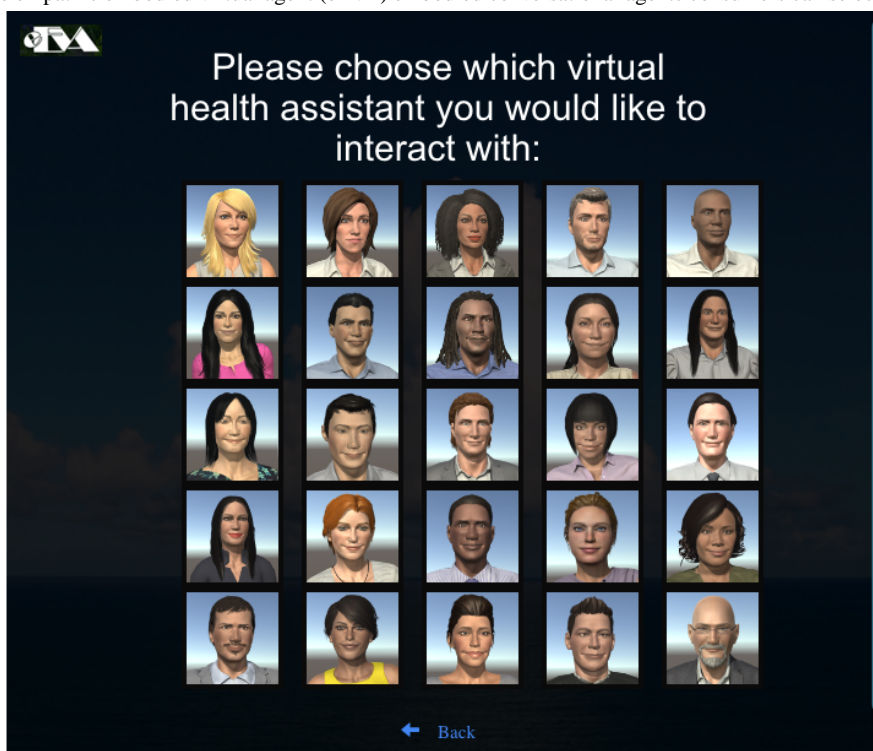 Please choose which virtual
health assistant you would like to
interact with:
Back